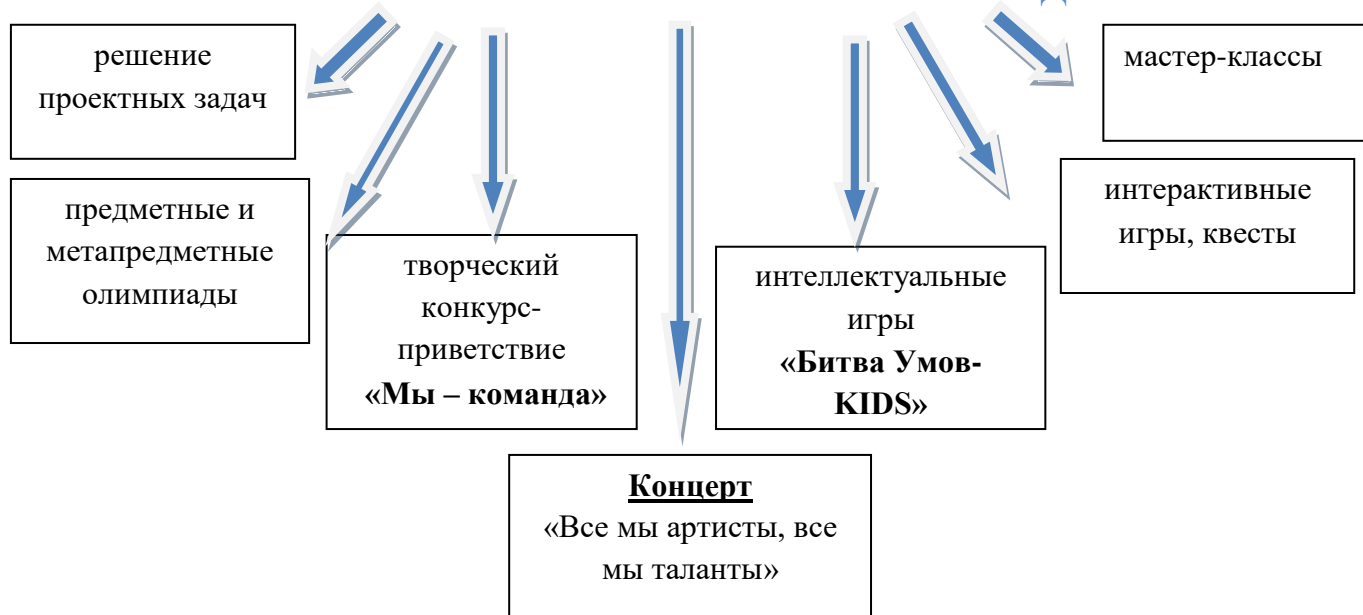 решение
проектных задач
предметные и
метапредметные
олимпиады
творческий
конкурс-
приветствие
«Мы – команда»
Концерт
«Все мы артисты, все
мы таланты»
интеллектуальные
игры
«Битва Умов-
KIDS»
мастер-классы
интерактивные
игры, квесты